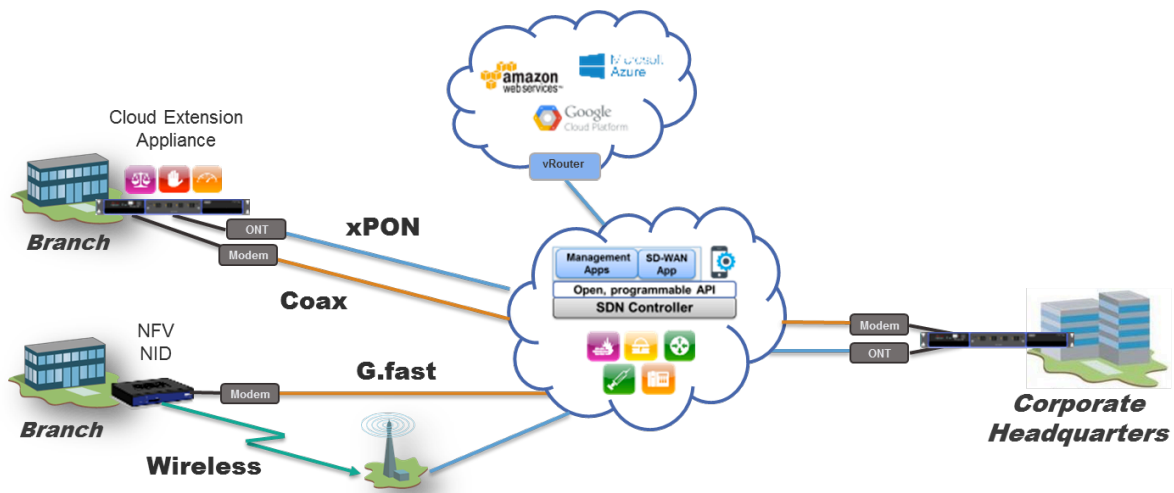 amazon
web services™
Microsoft
Azure
Google
Cloud Platform
vRouter
Cloud Extension
Appliance
Branch
ONT
Modem
xPON
Coax
Management
Apps
SD-WAN
App
Open, programmable API
SDN Controller
Modem
ONT
Corporate
Headquarters
NFV
NID
Branch
Modem
G.fast
Wireless